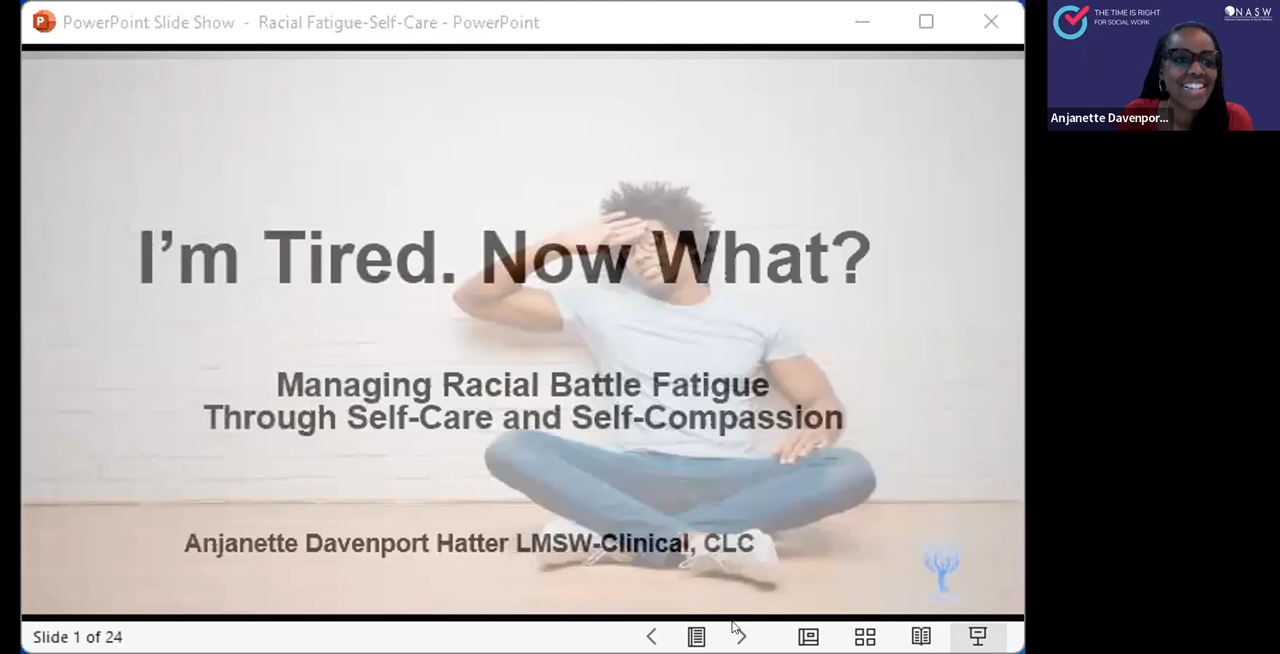 PowerPoint Slide Show - Racial Fatigue-Self-Care - PowerPoint
THE TIME IS RIGHT
FOR SOCIAL WORK
NASW
Anjanette Davenpor...
I'm Tired. Now What?
Managing Racial Battle Fatigue
Through Self-Care and Self-Compassion
Anjanette Davenport Hatter LMSW-Clinical, CLC
Slide 1 of 24